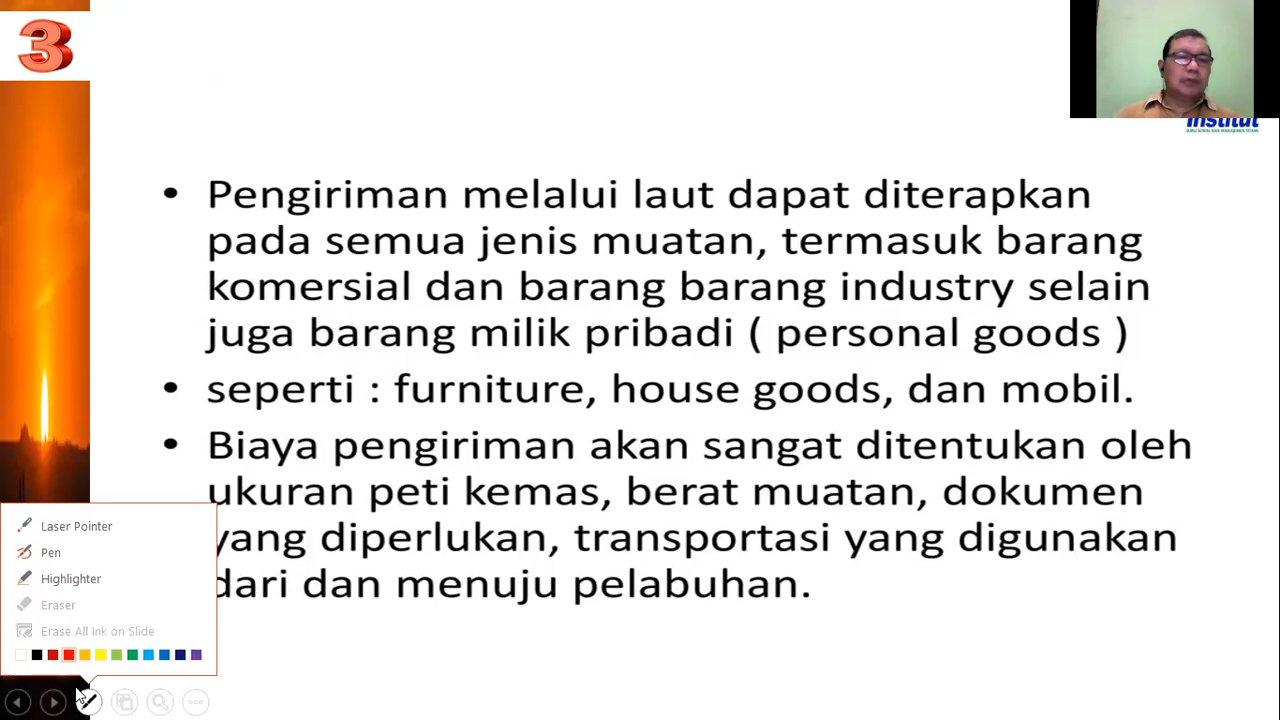 3
institut
• Pengiriman melalui laut dapat diterapkan
pada semua jenis muatan, termasuk barang
komersial dan barang barang industry selain
juga barang milik pribadi ( personal goods )
• seperti : furniture, house goods, dan mobil.
• Biaya pengiriman akan sangat ditentukan oleh
ukuran peti kemas, berat muatan, dokumen
yang diperlukan, transportasi yang digunakan
dari dan menuju pelabuhan.
Laser Pointer
Pen
Highlighter
Eraser
Erase All Ink on Slide